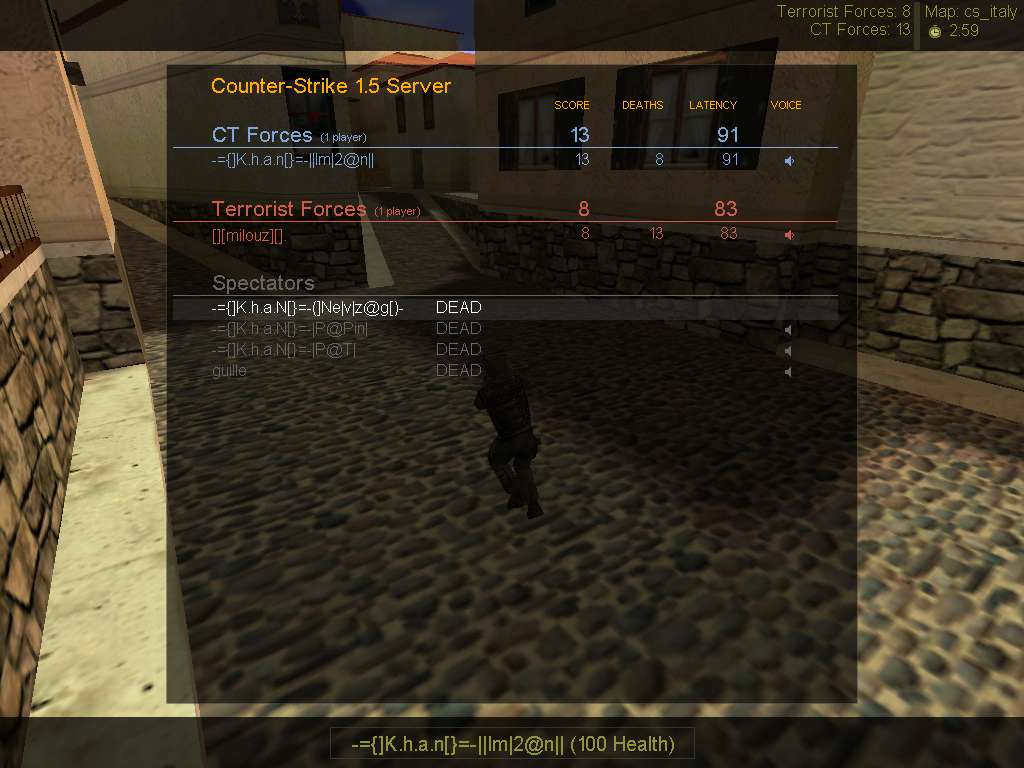 Terrorist Forces: 8 Map: cs_italy
CT Forces: 13 2:59
Counter-Strike 1.5 Server
SCORE DEATHS LATENCY VOICE
CT Forces (1 player) 13 91
-={]K.h.a.n[}=-||Im|2@n|| 13 8 91
Terrorist Forces (1 player) 8 83
[][milouz][]. 8 13 83
Spectators
-={]K.h.a.N[}=-(]Ne|v|z@g[)- DEAD
-={]K.h.a.N[}=-|P@Pin| DEAD
-={]K.h.a.N[}=-|P@T| DEAD
guille DEAD
-={]K.h.a.n[}=-||Im|2@n|| (100 Health)